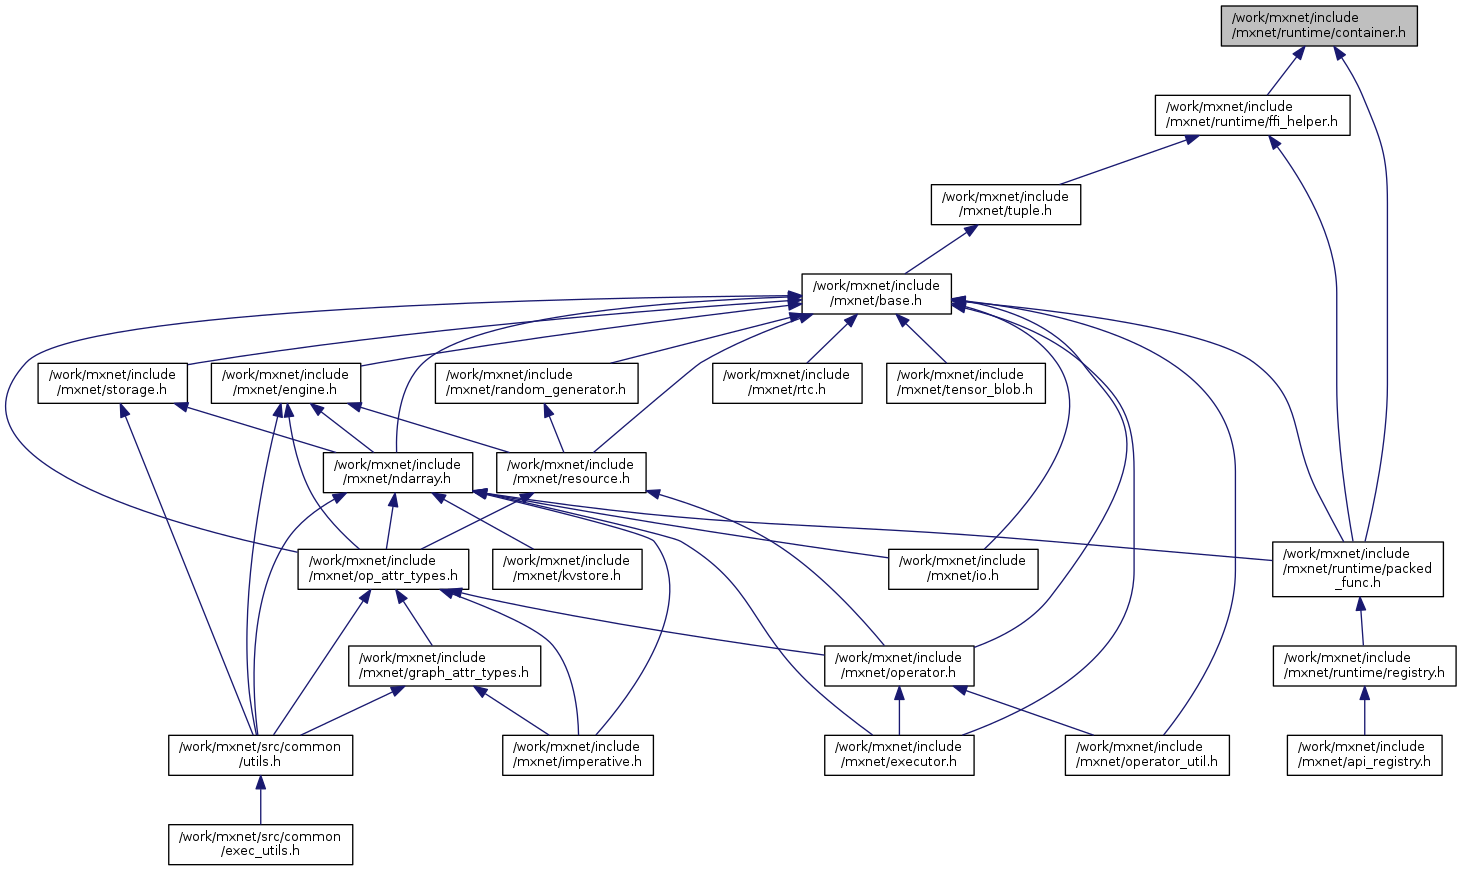 /work/mxnet/include
/mxnet/runtime/container.h
/work/mxnet/include
/mxnet/runtime/ffi_helper.h
/work/mxnet/include
/mxnet/tuple.h
/work/mxnet/include
/mxnet/base.h
/work/mxnet/include
/mxnet/storage.h
/work/mxnet/include
/mxnet/engine.h
/work/mxnet/include
/mxnet/random_generator.h
/work/mxnet/include
/mxnet/rtc.h
/work/mxnet/include
/mxnet/tensor_blob.h
/work/mxnet/include
/mxnet/ndarray.h
/work/mxnet/include
/mxnet/resource.h
/work/mxnet/include
/mxnet/op_attr_types.h
/work/mxnet/include
/mxnet/kvstore.h
/work/mxnet/include
/mxnet/io.h
/work/mxnet/include
/mxnet/runtime/packed
_func.h
/work/mxnet/include
/mxnet/graph_attr_types.h
/work/mxnet/include
/mxnet/operator.h
/work/mxnet/include
/mxnet/runtime/registry.h
/work/mxnet/src/common
/utils.h
/work/mxnet/include
/mxnet/imperative.h
/work/mxnet/include
/mxnet/executor.h
/work/mxnet/include
/mxnet/operator_util.h
/work/mxnet/include
/mxnet/api_registry.h
/work/mxnet/src/common
/exec_utils.h